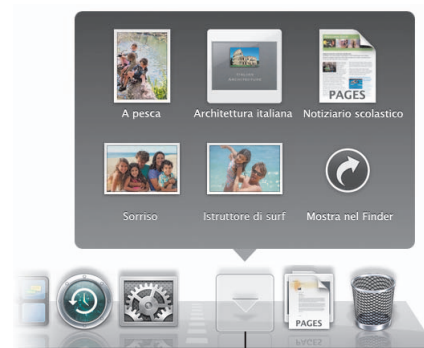 PAGES
A pesca
Architettura italiana
Notiziario scolastico
Sorriso
Istruttore di surf
Mostra nel Finder
PAGES